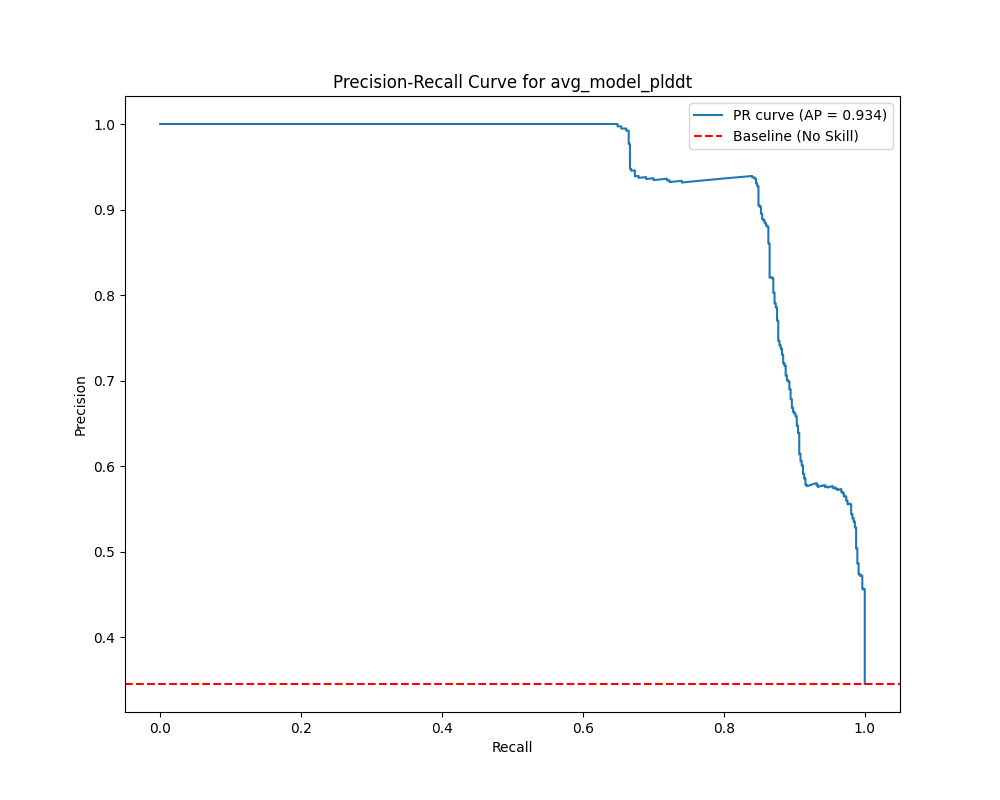 Precision-Recall Curve for avg_model_plddt
PR curve (AP = 0.934)
Baseline (No Skill)
1.0
0.9
0.8
0.7
0.6
0.5
0.4
Precision
0.0
0.2
0.4
0.6
0.8
1.0
Recall